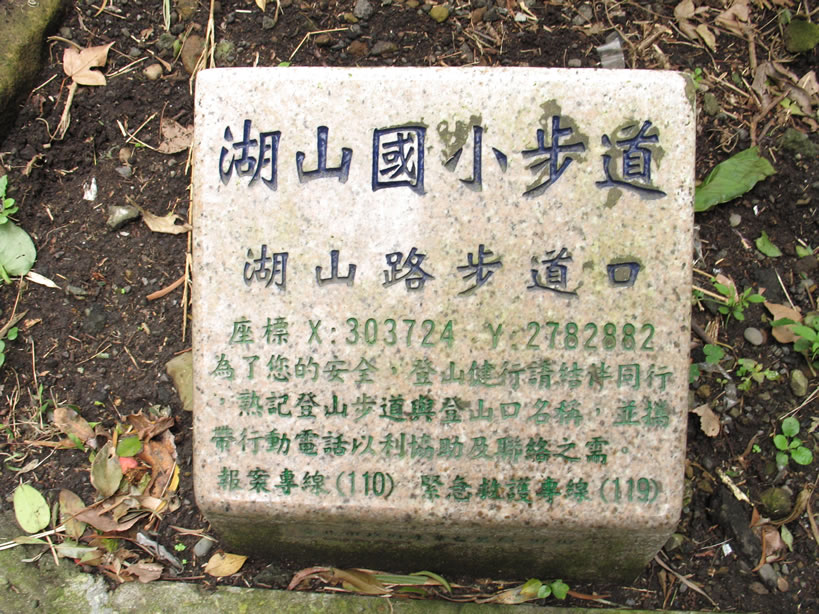 湖山國小步道
湖山路步道口
座標 X:303724 Y:2782882
為了您的安全，登山健行請結伴同行
，熟記登山步道與登山口名稱，並攜
帶行動電話以利協助及聯絡之需。
報案專線(110) 緊急救護專線(119)